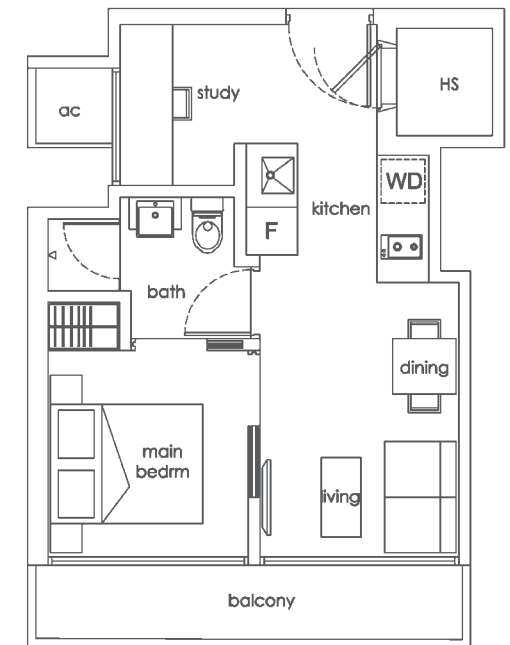 HS
study
ac
WD
kitchen
F
bath
dining
main
bedrm
living
balcony